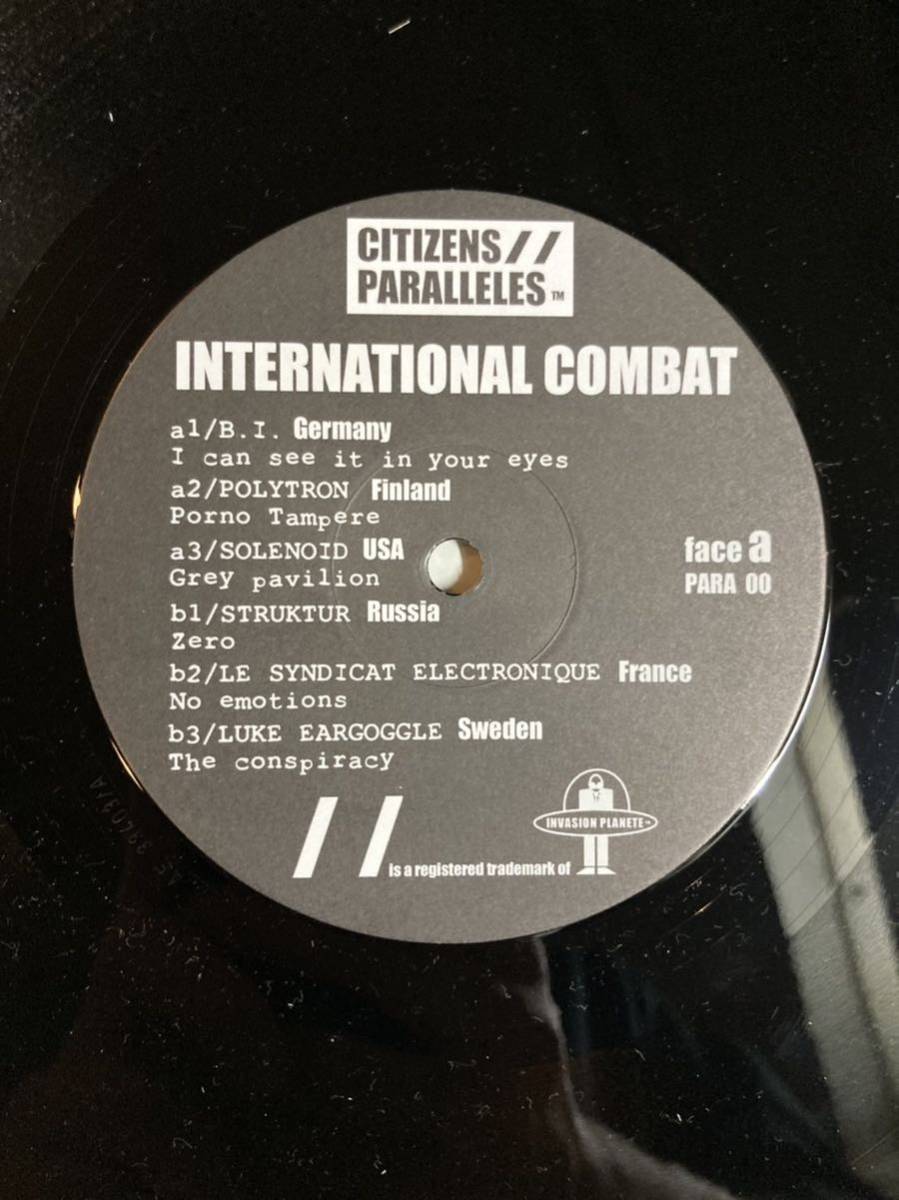 CITIZENS//
PARALLELES™
INTERNATIONAL COMBAT
a1/B.I. Germany
I can see it in your eyes
a2/POLYTRON Finland
Porno Tampere
a3/SOLENOID USA
Grey pavilion
b1/STRUKTUR Russia
Zero
b2/LE SYNDICAT ELECTRONIQUE France
No emotions
b3/LUKE EARGOGGLE Sweden
The conspiracy
face a
PARA 00
// is a registered trademark of
INVASION PLANETE™